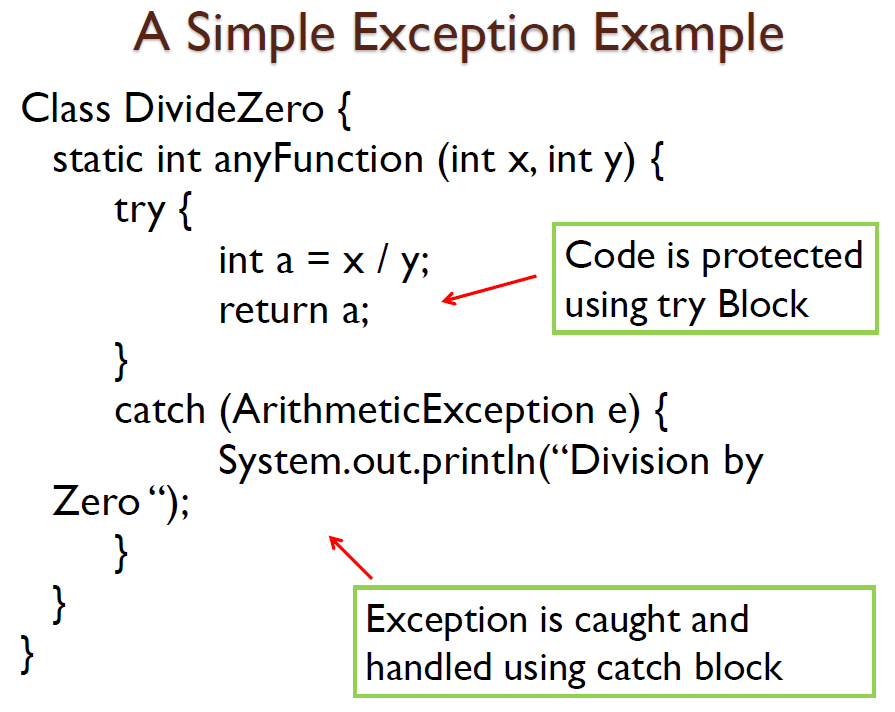 A Simple Exception Example
Class DivideZero {
static int anyFunction (int x, int y) {
try {
int a = x / y;
return a;
Code is protected
using try Block
}
catch (ArithmeticException e) {
System.out.println(“Division by
Zero “);
}
}
}
Exception is caught and
handled using catch block